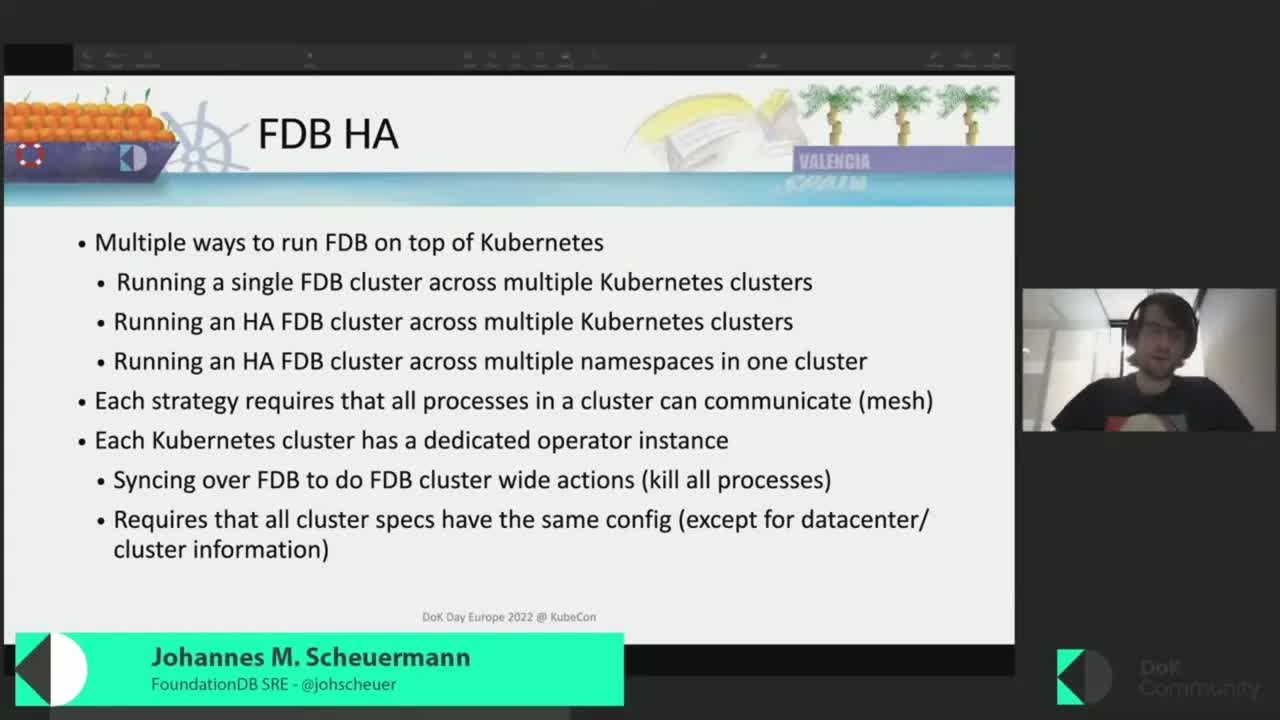 FDB HA
VALENCIA
SPAIN
• Multiple ways to run FDB on top of Kubernetes
• Running a single FDB cluster across multiple Kubernetes clusters
• Running an HA FDB cluster across multiple Kubernetes clusters
• Running an HA FDB cluster across multiple namespaces in one cluster
• Each strategy requires that all processes in a cluster can communicate (mesh)
• Each Kubernetes cluster has a dedicated operator instance
• Syncing over FDB to do FDB cluster wide actions (kill all processes)
• Requires that all cluster specs have the same config (except for datacenter/
cluster information)
DoK Day Europe 2022 @ KubeCon
Johannes M. Scheuermann
FoundationDB SRE - @johscheuer
DoK
Community